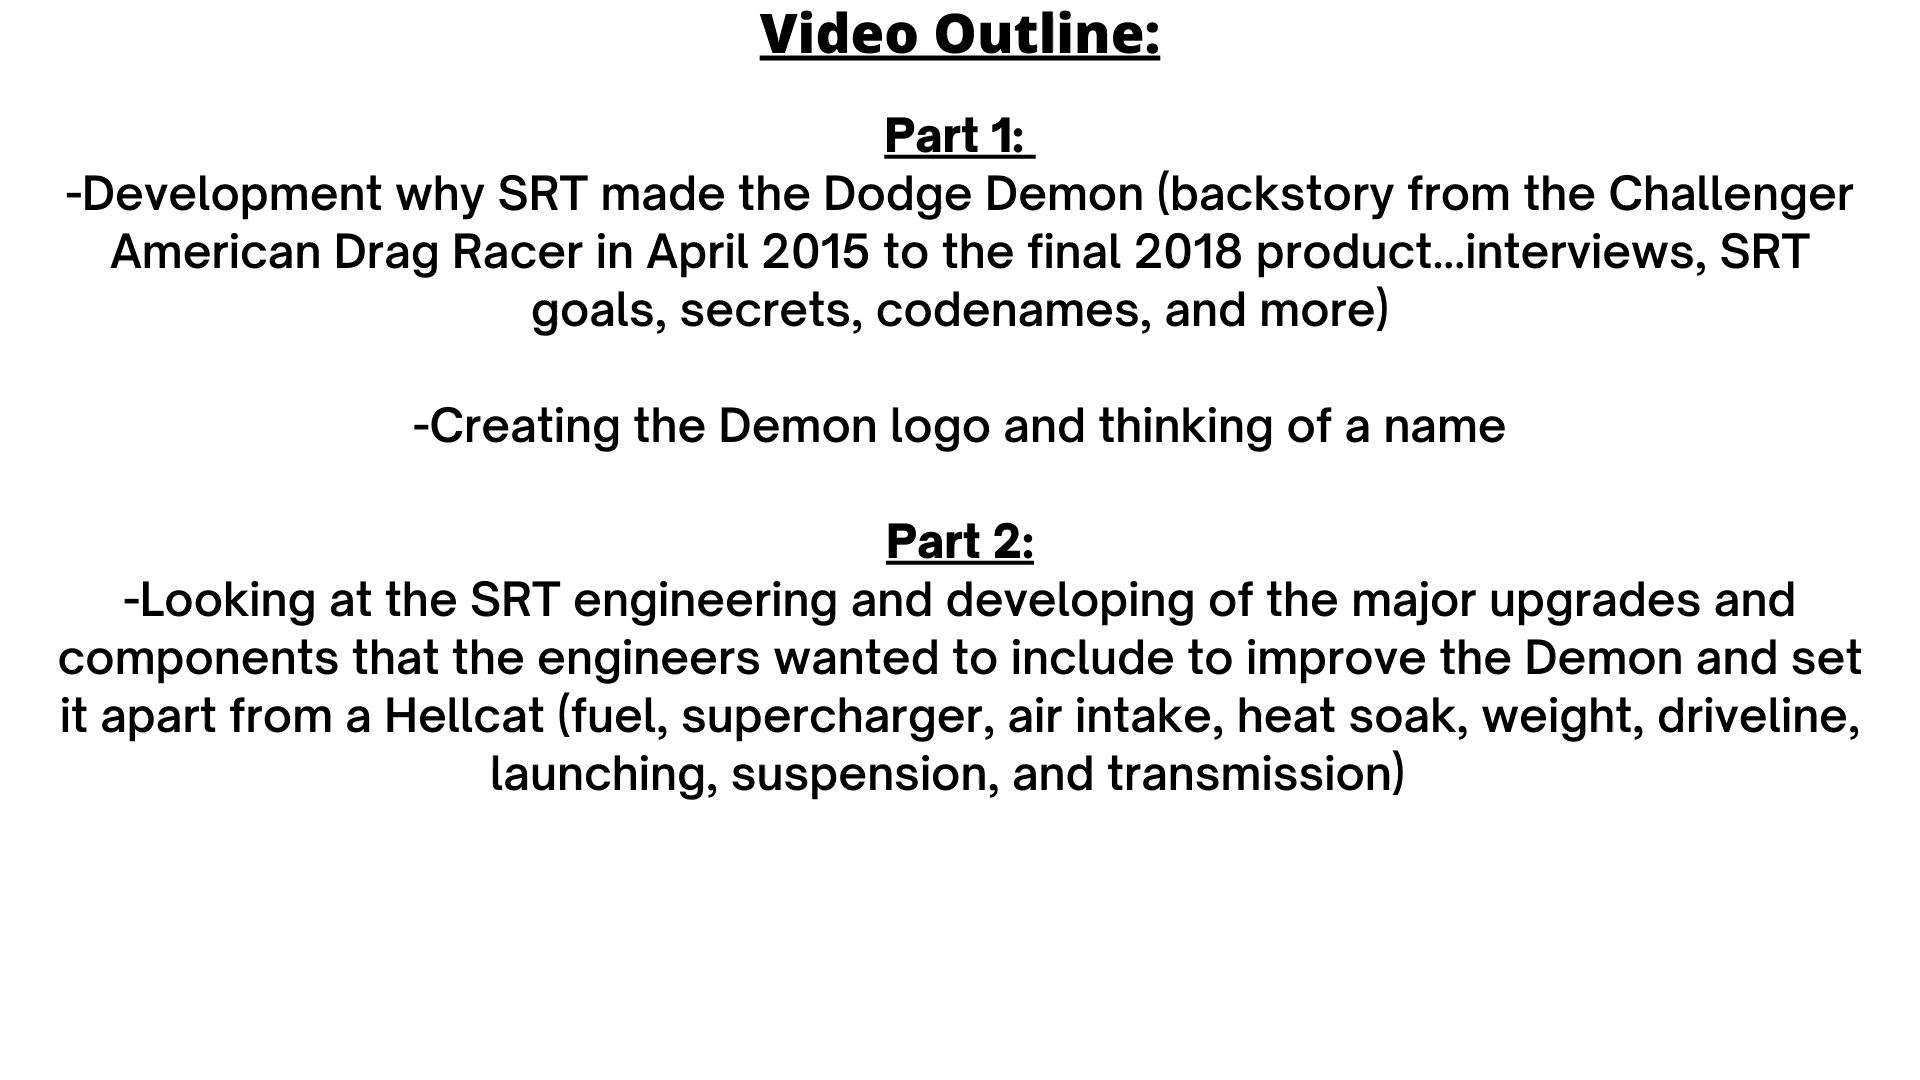 Video Outline:
Part 1:
-Development why SRT made the Dodge Demon (backstory from the Challenger
American Drag Racer in April 2015 to the final 2018 product...interviews, SRT
goals, secrets, codenames, and more)
-Creating the Demon logo and thinking of a name
Part 2:
-Looking at the SRT engineering and developing of the major upgrades and
components that the engineers wanted to include to improve the Demon and set
it apart from a Hellcat (fuel, supercharger, air intake, heat soak, weight, driveline,
launching, suspension, and transmission)